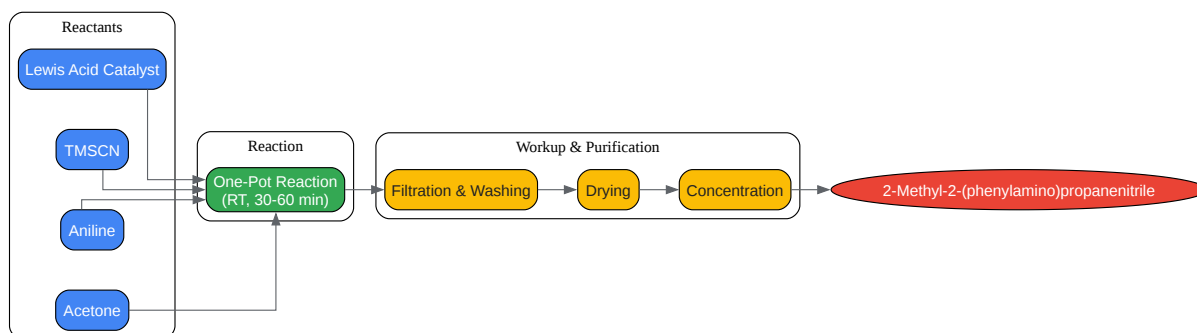 Reactants
Lewis Acid Catalyst
TMSCN
Aniline
Acetone
Reaction
One-Pot Reaction
(RT, 30-60 min)
Workup & Purification
Filtration & Washing
Drying
Concentration
2-Methyl-2-(phenylamino)propanenitrile